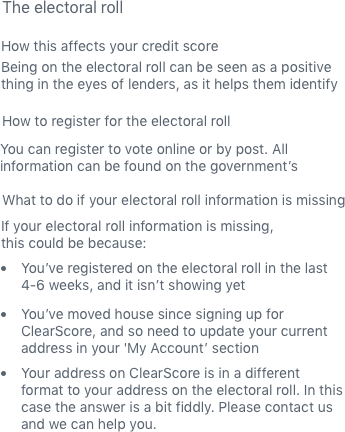 The electoral roll
How this affects your credit score
Being on the electoral roll can be seen as a positive
thing in the eyes of lenders, as it helps them identify
How to register for the electoral roll
You can register to vote online or by post. All
information can be found on the government’s
What to do if your electoral roll information is missing
If your electoral roll information is missing,
this could be because:
• You’ve registered on the electoral roll in the last
4-6 weeks, and it isn’t showing yet
• You’ve moved house since signing up for
ClearScore, and so need to update your current
address in your 'My Account’ section
• Your address on ClearScore is in a different
format to your address on the electoral roll. In this
case the answer is a bit fiddly. Please contact us
and we can help you.